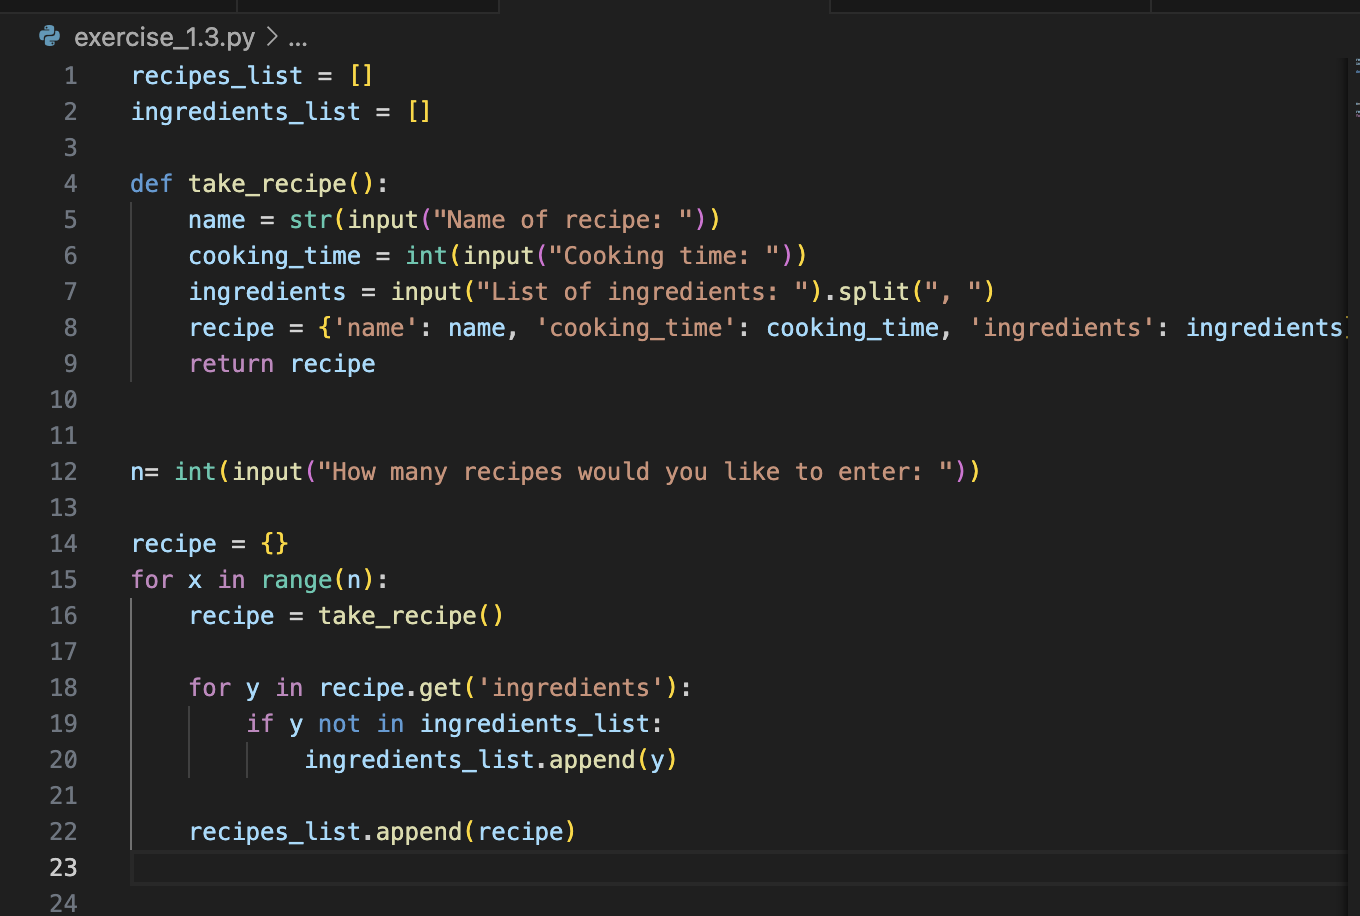 exercise_1.3.py > ...
1 recipes_list = []
2 ingredients_list = []
3
4 def take_recipe():
5     name = str(input("Name of recipe: "))
6     cooking_time = int(input("Cooking time: "))
7     ingredients = input("List of ingredients: ").split(", ")
8     recipe = {'name': name, 'cooking_time': cooking_time, 'ingredients': ingredients
9     return recipe
10
11
12 n= int(input("How many recipes would you like to enter: "))
13
14 recipe = {}
15 for x in range(n):
16     recipe = take_recipe()
17
18     for y in recipe.get('ingredients'):
19         if y not in ingredients_list:
20             ingredients_list.append(y)
21
22     recipes_list.append(recipe)
23
24